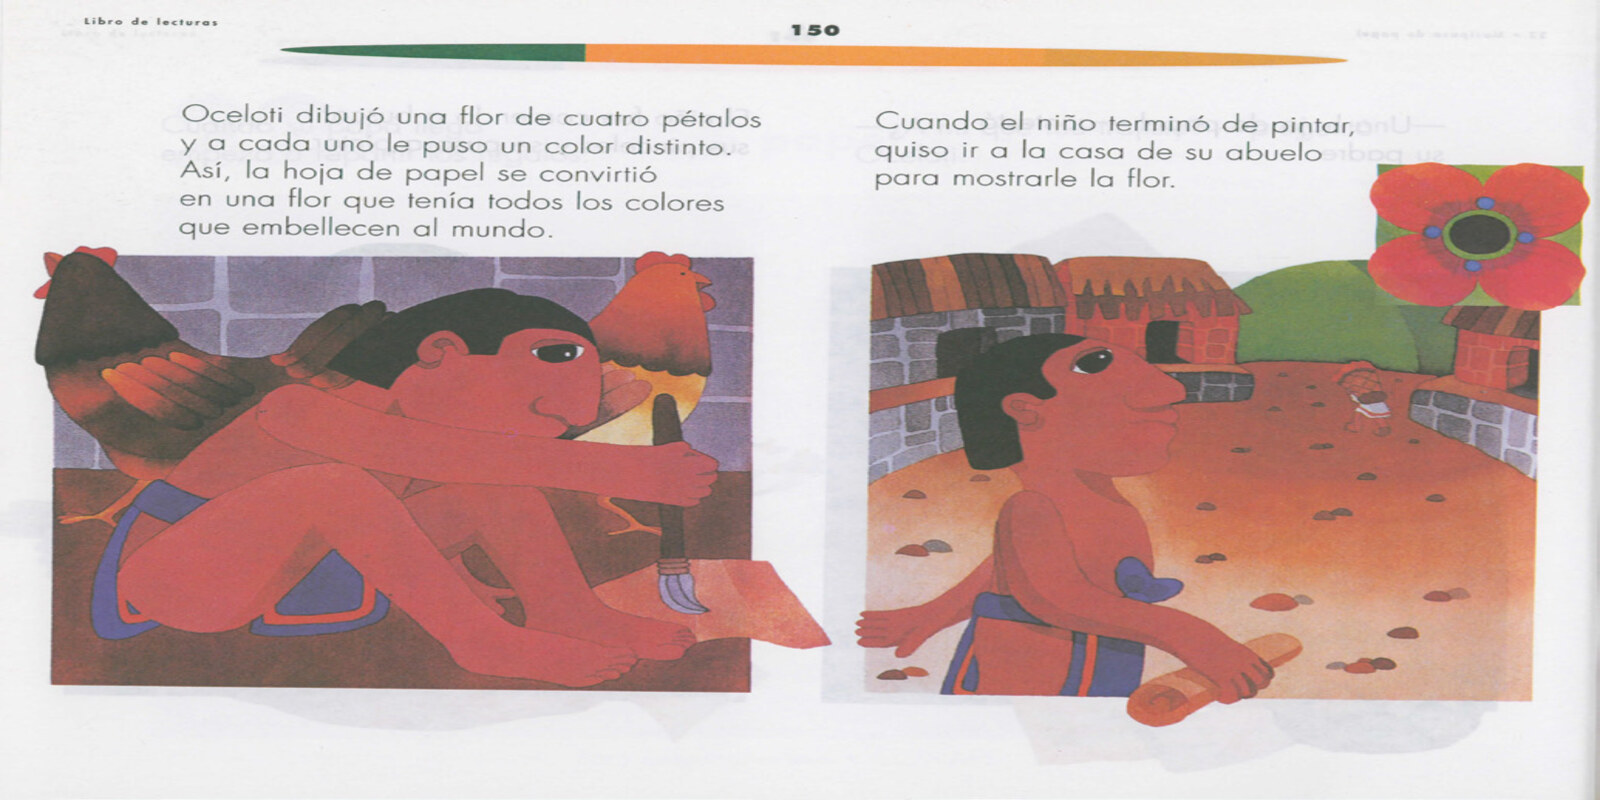 Libro de lecturas
150
Oceloti dibujó una flor de cuatro pétalos
y a cada uno le puso un color distinto.
Así, la hoja de papel se convirtió
en una flor que tenía todos los colores
que embellecen al mundo.
Cuando el niño terminó de pintar,
quiso ir a la casa de su abuelo
para mostrarle la flor.